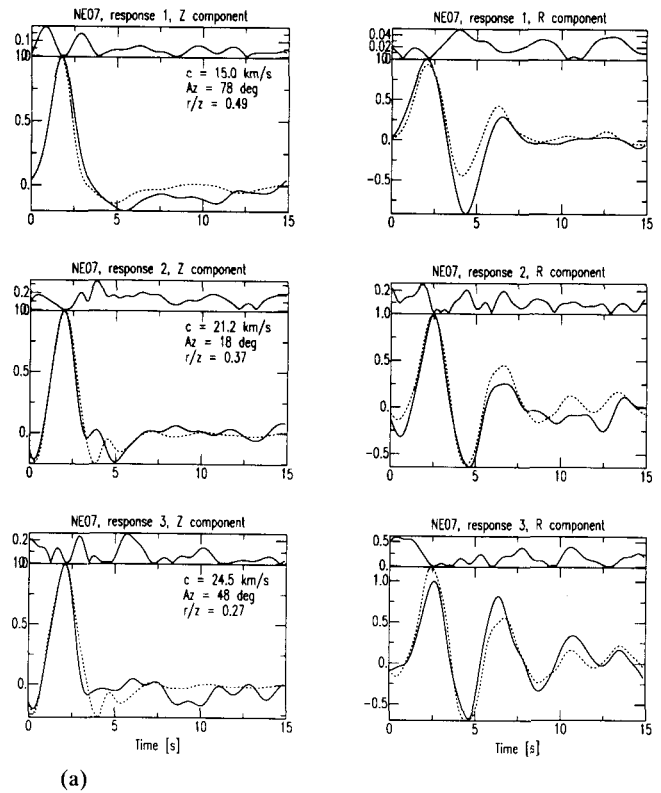 NE07, response 1, Z component
0.1
0
1.0
0.5
0.
c = 15.0 km/s
Az = 78 deg
r/z = 0.49
0 5 10 15
NE07, response 1, R component
0.04
0.02
0.5
0.0
-0.5
0 5 10 15
NE07, response 2, Z component
0.2
0.5
0.
c = 21.2 km/s
Az = 18 deg
r/z = 0.37
0 5 10 15
NE07, response 2, R component
0.2
0.
1.0
0.5
0.
-0.5
0 5 10 15
NE07, response 3, Z component
0.2
0.5
0.
c = 24.5 km/s
Az = 48 deg
r/z = 0.27
0 5 10 15
Time [s]
NE07, response 3, R component
0.5
0.
1.0
0.5
0.
-0.5
0 5 10 15
Time [s]
(a)